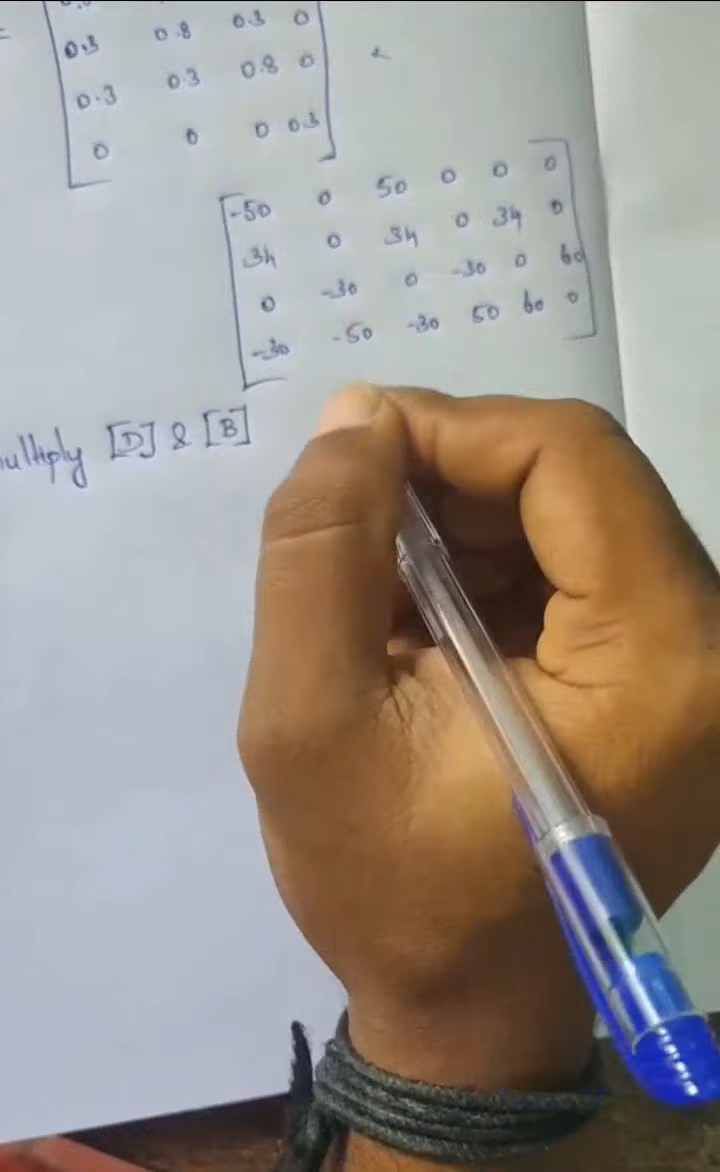 =
0.3 0.8 0.3 0
0.3 0.3 0.8 0
0 0 0 0.3
-50 0 50 0 0 0
34 0 34 0 34 0
0 -30 0 -30 0 60
-30 -50 -30 50 60 0
[D] & [B]